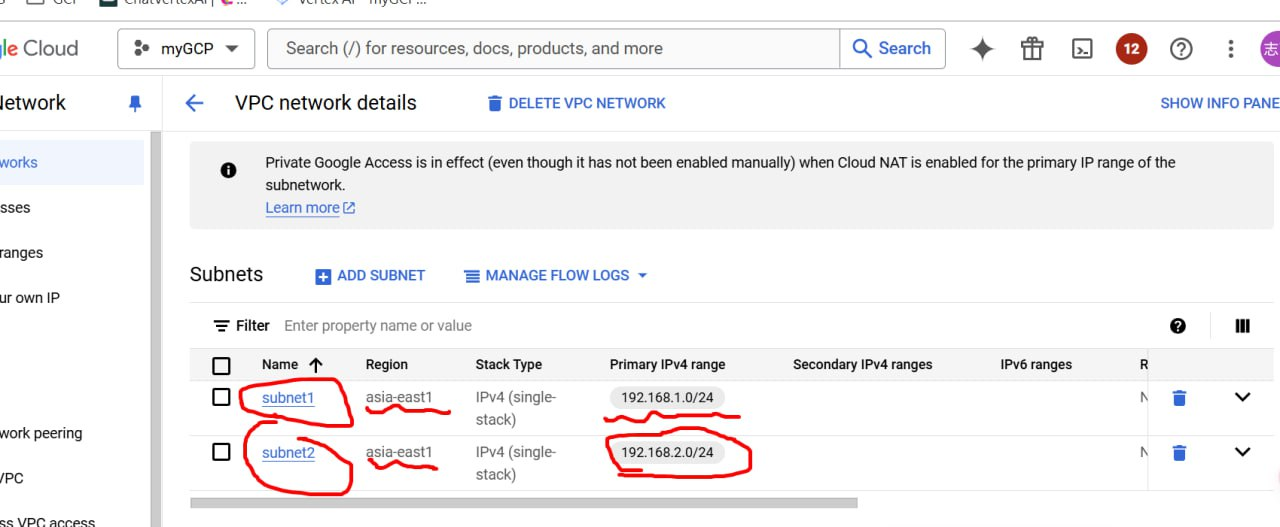 GCP
ChatVertexAI |
Vertex AI - myGCP...
le Cloud
myGCP
Search (/) for resources, docs, products, and more
Search
12
志
Network
VPC network details
DELETE VPC NETWORK
SHOW INFO PANE
works
Private Google Access is in effect (even though it has not been enabled manually) when Cloud NAT is enabled for the primary IP range of the
subnetwork.
Learn more
sses
ranges
ur own IP
Subnets
ADD SUBNET
MANAGE FLOW LOGS
Filter Enter property name or value
Name Region Stack Type Primary IPv4 range Secondary IPv4 ranges IPv6 ranges R
subnet1 asia-east1 IPv4 (single-
stack) 192.168.1.0/24 N
subnet2 asia-east1 IPv4 (single-
stack) 192.168.2.0/24 N
work peering
VPC
ss VPC access